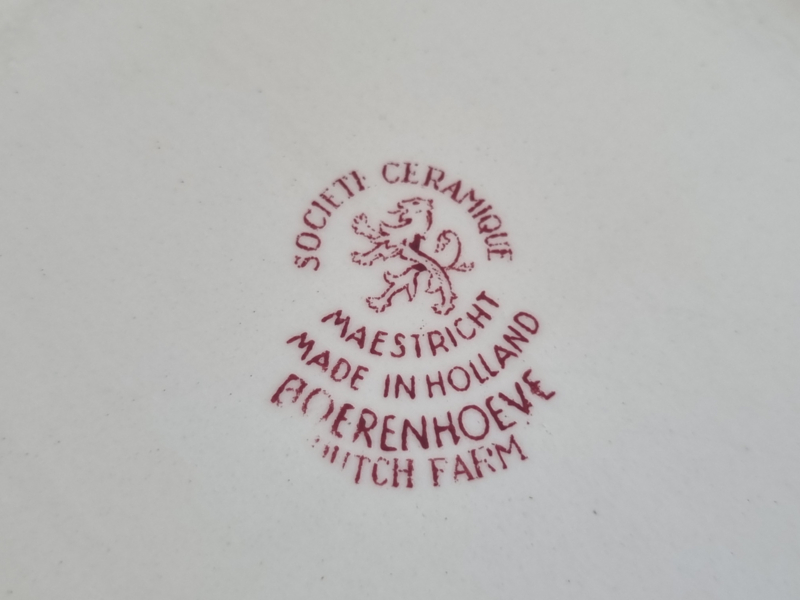 SOCIETE CERAMIQUE
MAESTRICHT
MADE IN HOLLAND
BOERENHOEVE
DUTCH FARM